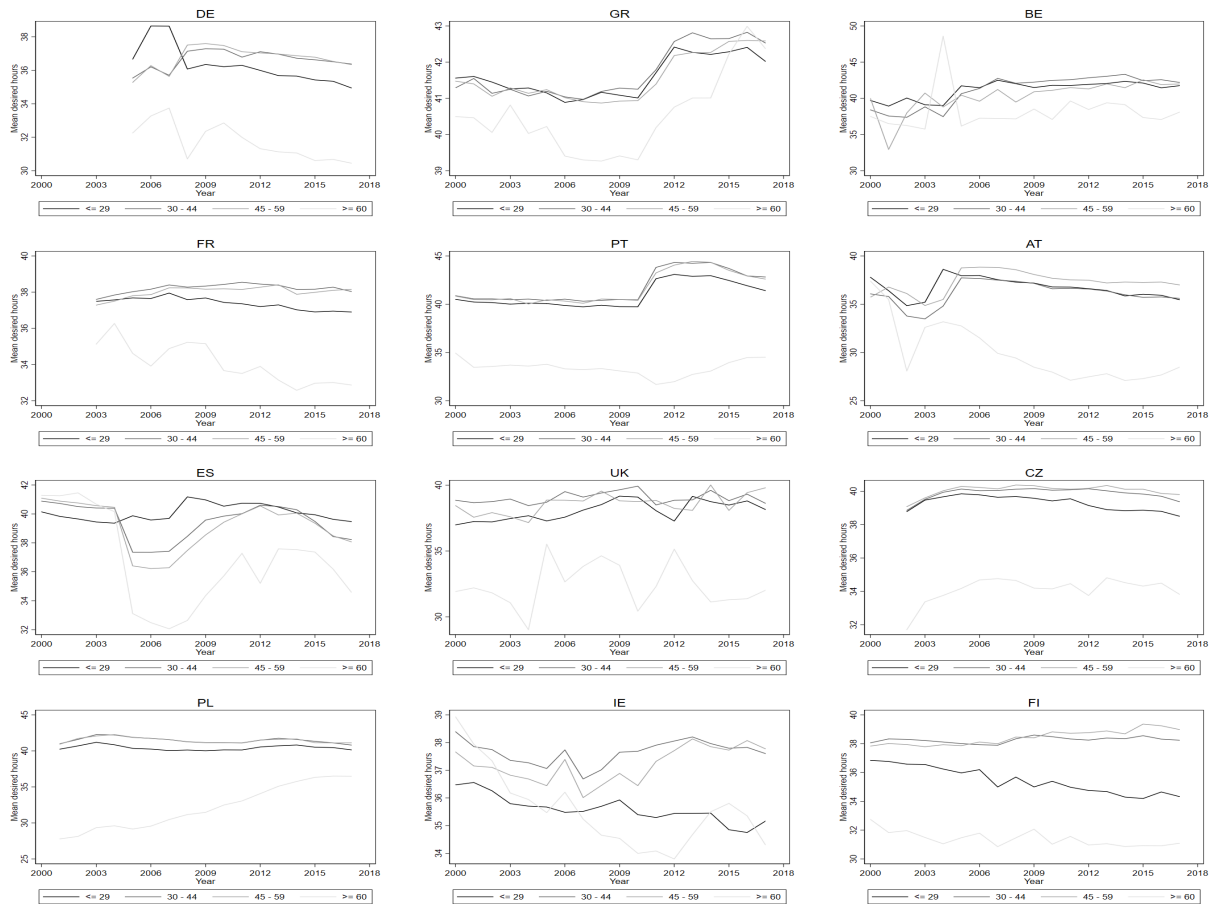 DE
Mean desired hours
30 32 34 36 38
2000 2003 2006 2009 2012 2015 2018
Year
<= 29 30 - 44 45 - 59 >= 60
GR
Mean desired hours
39 40 41 42 43
2000 2003 2006 2009 2012 2015 2018
Year
<= 29 30 - 44 45 - 59 >= 60
BE
Mean desired hours
30 35 40 45 50
2000 2003 2006 2009 2012 2015 2018
Year
<= 29 30 - 44 45 - 59 >= 60
FR
Mean desired hours
32 34 36 38 40
2000 2003 2006 2009 2012 2015 2018
Year
<= 29 30 - 44 45 - 59 >= 60
PT
Mean desired hours
30 35 40 45
2000 2003 2006 2009 2012 2015 2018
Year
<= 29 30 - 44 45 - 59 >= 60
AT
Mean desired hours
25 30 35 40
2000 2003 2006 2009 2012 2015 2018
Year
<= 29 30 - 44 45 - 59 >= 60
ES
Mean desired hours
32 34 36 38 40 42
2000 2003 2006 2009 2012 2015 2018
Year
<= 29 30 - 44 45 - 59 >= 60
UK
Mean desired hours
30 35 40
2000 2003 2006 2009 2012 2015 2018
Year
<= 29 30 - 44 45 - 59 >= 60
CZ
Mean desired hours
32 34 36 38 40
2000 2003 2006 2009 2012 2015 2018
Year
<= 29 30 - 44 45 - 59 >= 60
PL
Mean desired hours
25 30 35 40 45
2000 2003 2006 2009 2012 2015 2018
Year
<= 29 30 - 44 45 - 59 >= 60
IE
Mean desired hours
34 35 36 37 38 39
2000 2003 2006 2009 2012 2015 2018
Year
<= 29 30 - 44 45 - 59 >= 60
FI
Mean desired hours
30 32 34 36 38 40
2000 2003 2006 2009 2012 2015 2018
Year
<= 29 30 - 44 45 - 59 >= 60